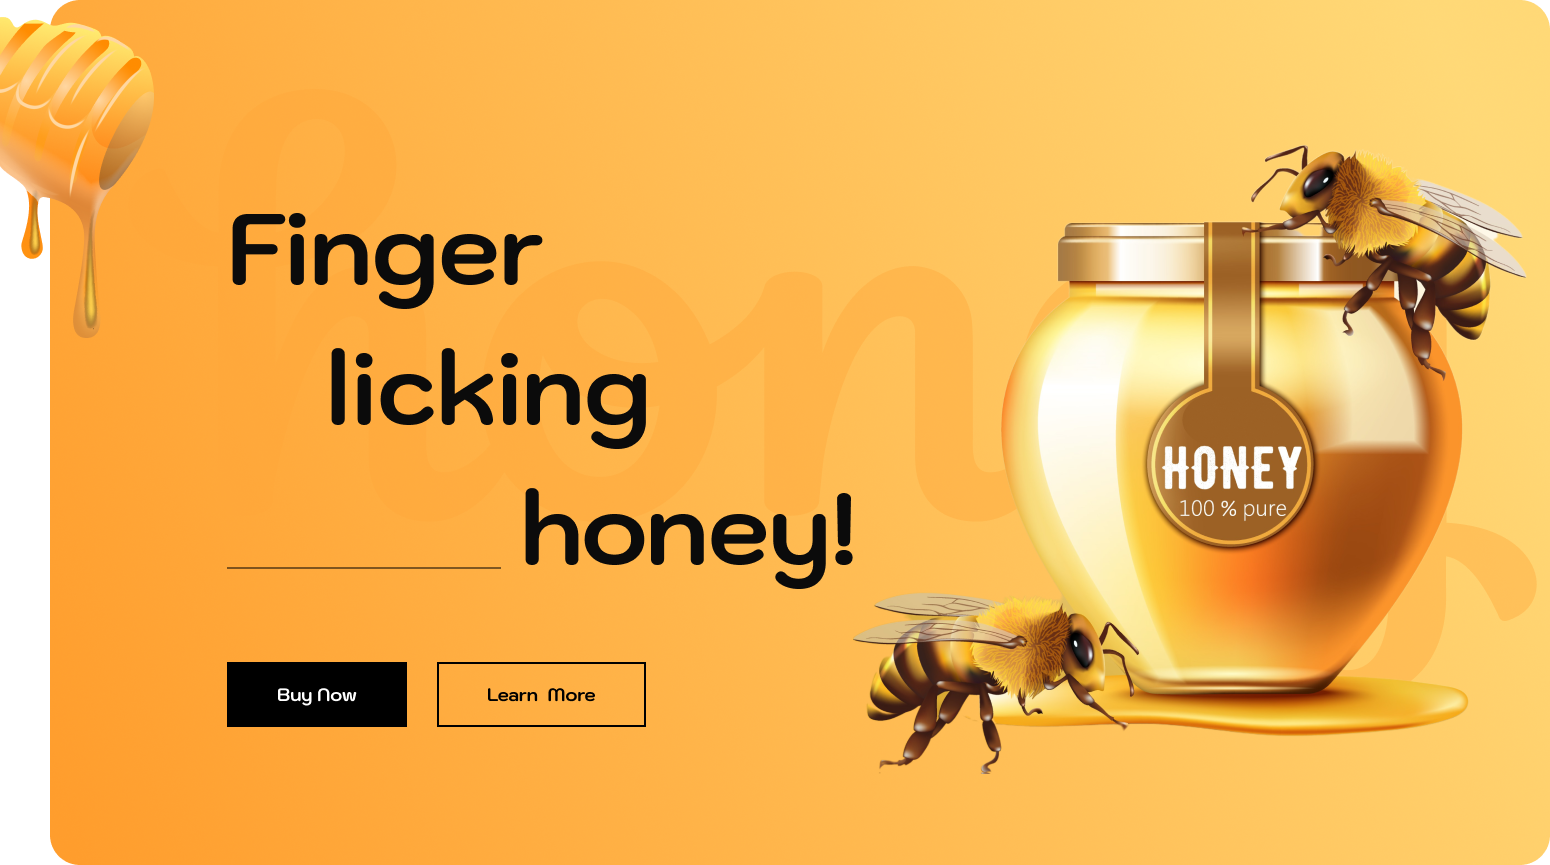 Finger
licking
honey!
Buy Now
Learn More
HONEY
100 % pure